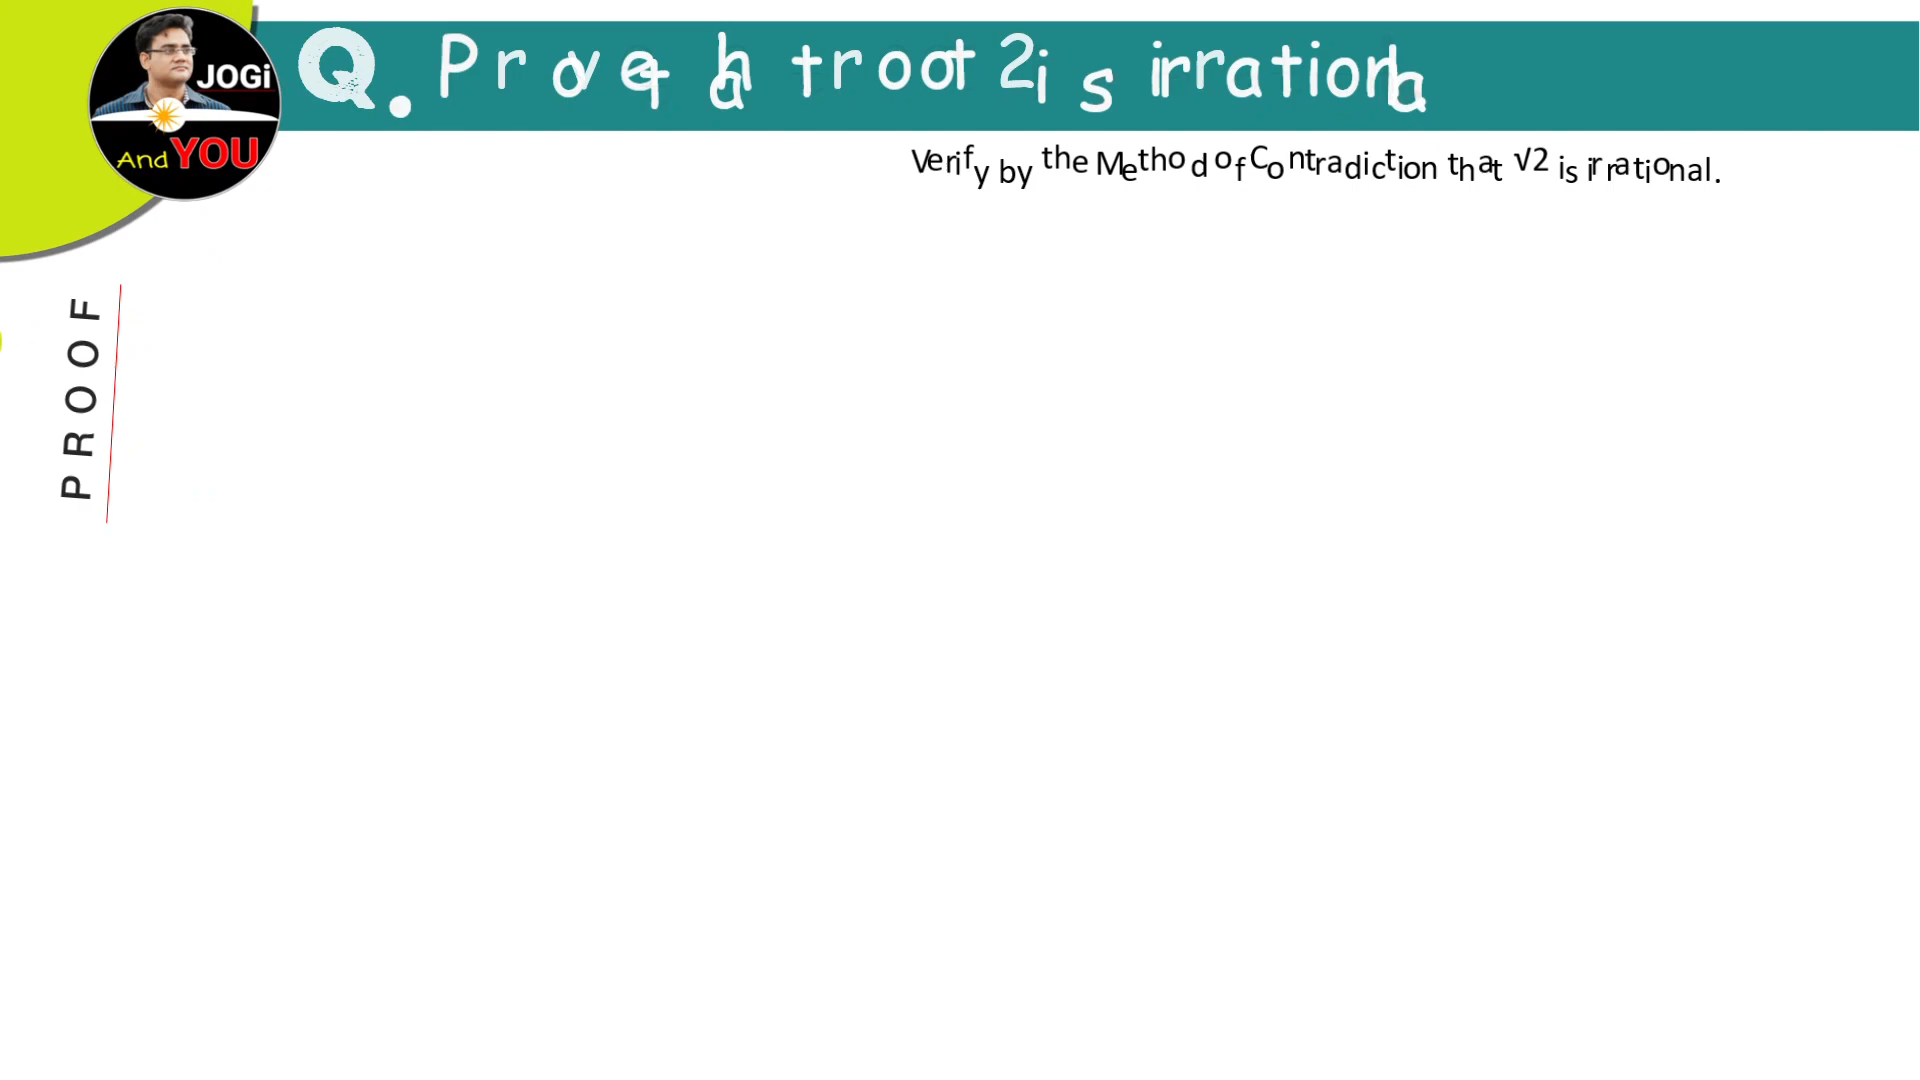 JOGi
And YOU
Q. Prove that root 2 is irrational
Verify by the Method of Contradiction that √2 is irrational.
PROOF